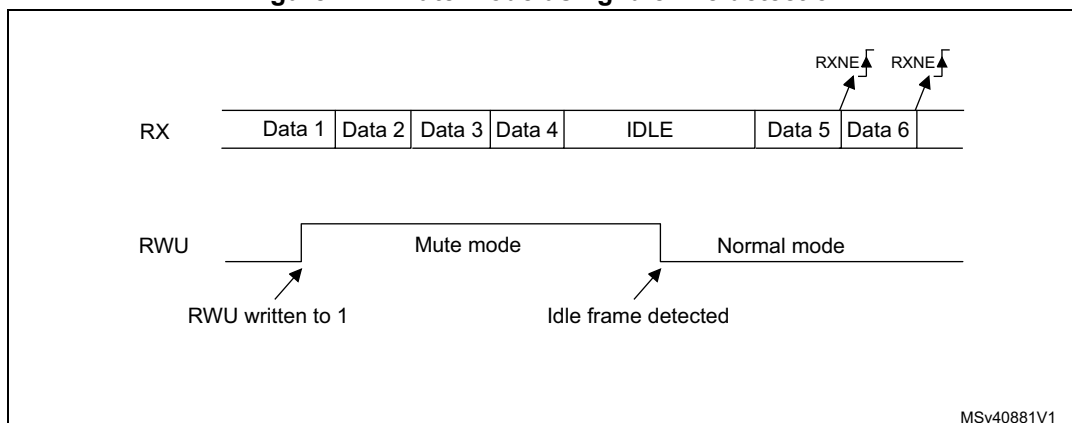 RXNE RXNE
RX Data 1 Data 2 Data 3 Data 4 IDLE Data 5 Data 6
RWU Mute mode Normal mode
RWU written to 1 Idle frame detected
MSv40881V1